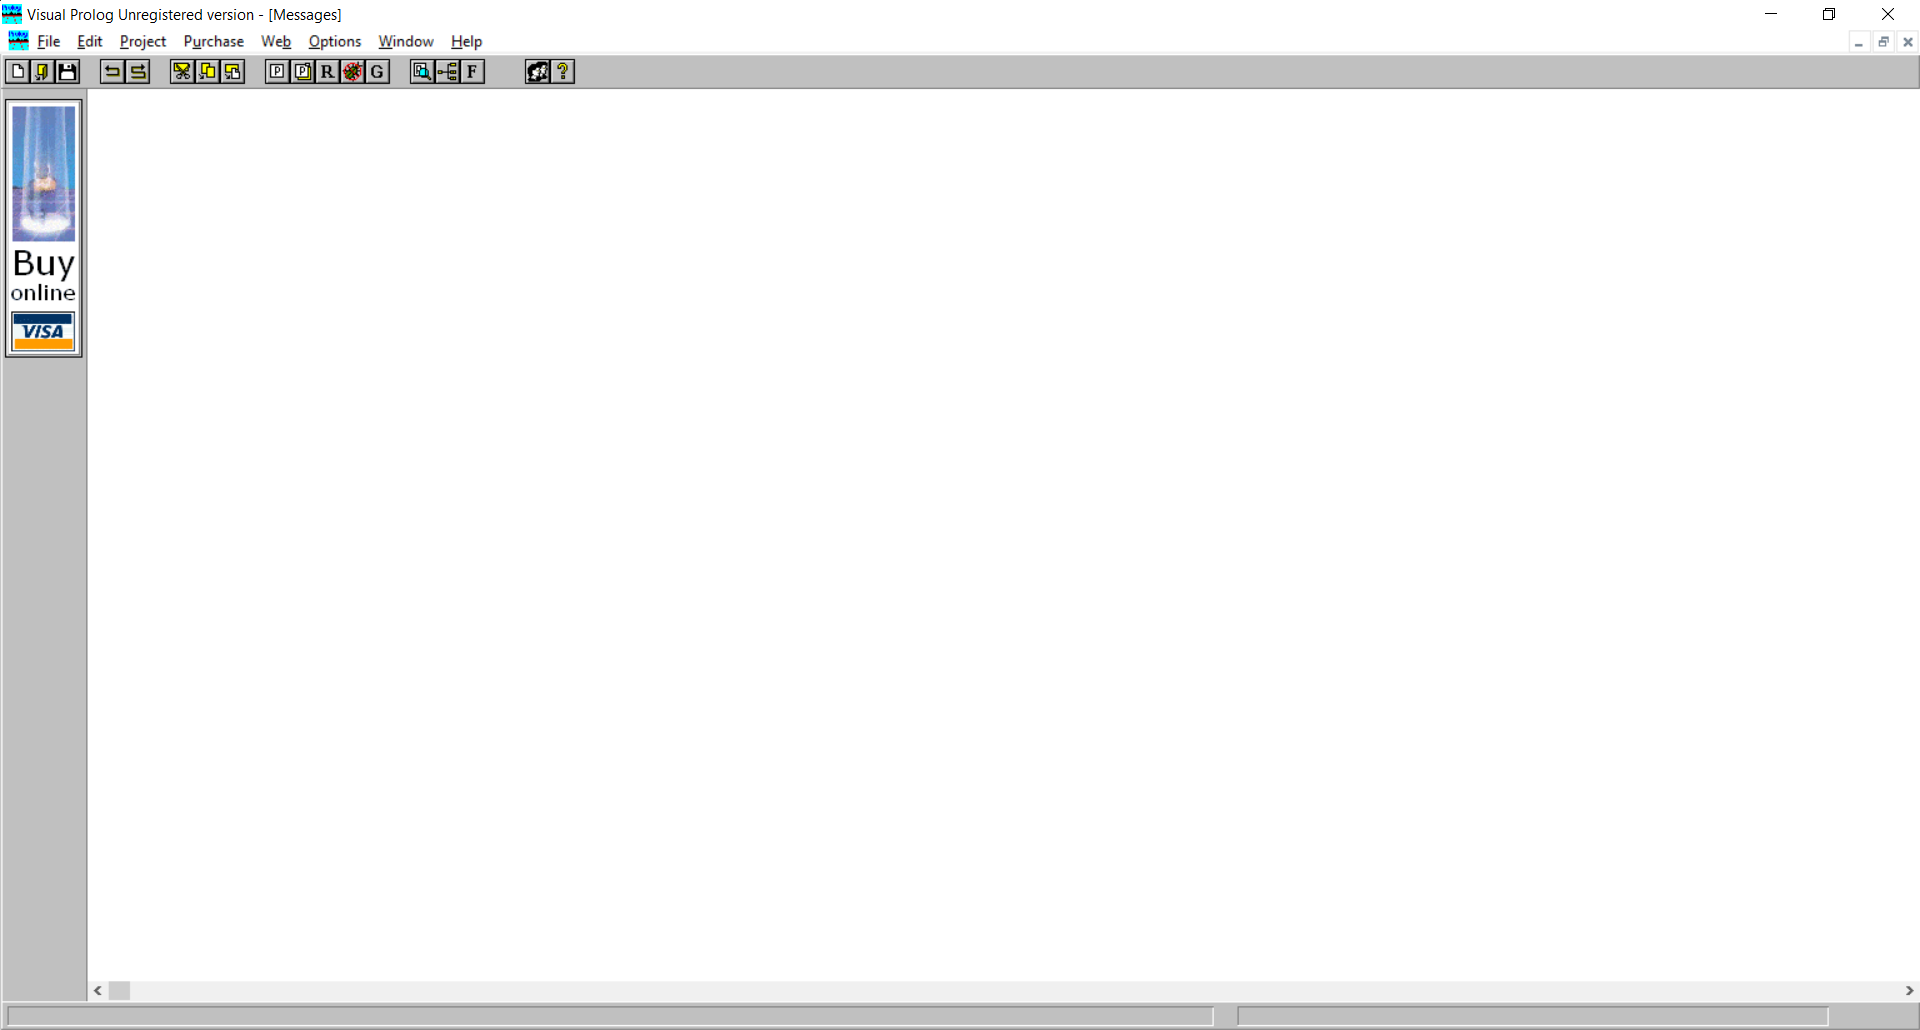 Visual Prolog Unregistered version - [Messages]
File Edit Project Purchase Web Options Window Help
P P R G F ?
Buy
online
VISA